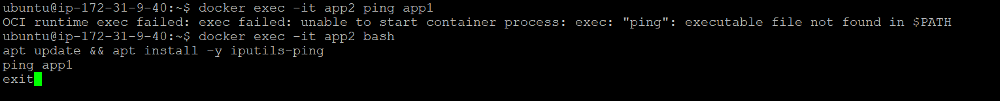 ubuntu@ip-172-31-9-40:~$ docker exec -it app2 ping app1
OCI runtime exec failed: exec failed: unable to start container process: exec: "ping": executable file not found in $PATH
ubuntu@ip-172-31-9-40:~$ docker exec -it app2 bash
apt update && apt install -y iputils-ping
ping app1
exit